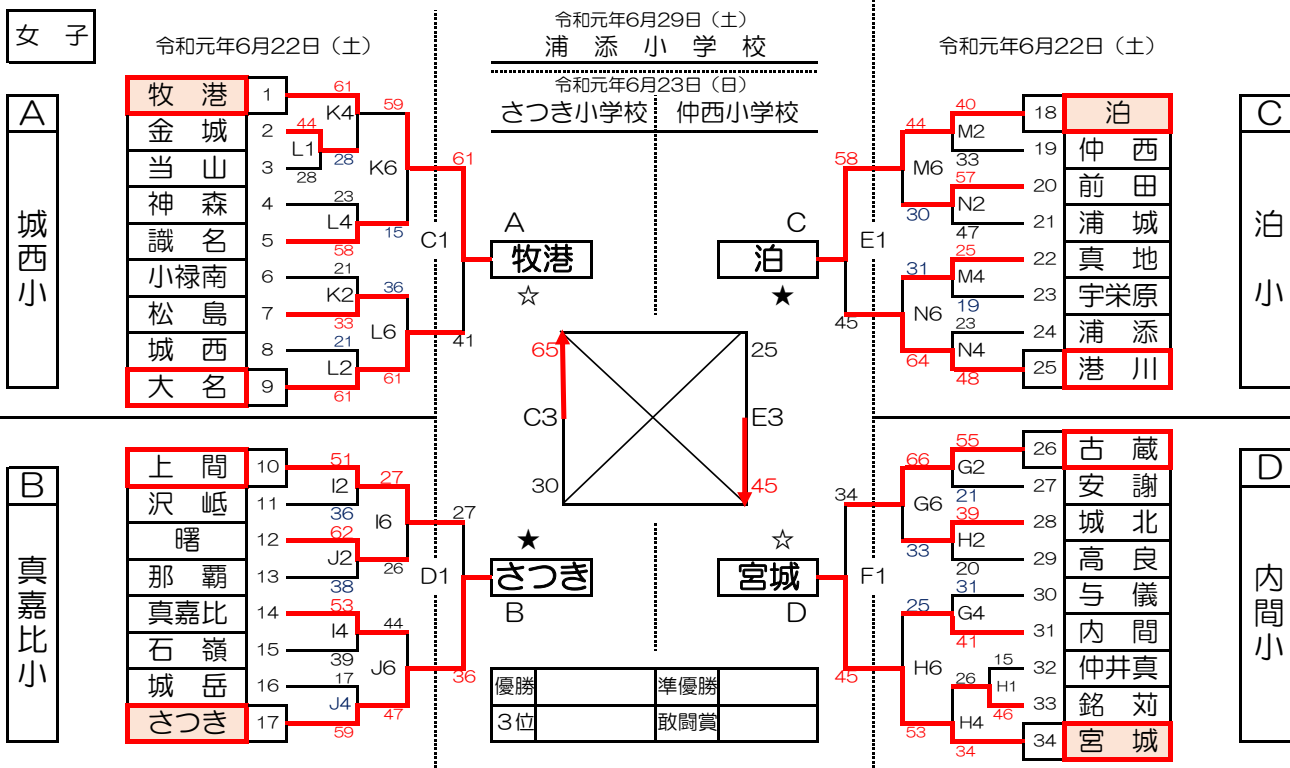 女 子
令和元年6月22日（土）
令和元年6月29日（土）
浦 添 小 学 校
令和元年6月23日（日）
さつき小学校
仲西小学校
令和元年6月22日（土）
A
城西小
牧 港 1
金 城 2
当 山 3
神 森 4
識 名 5
小禄南 6
松 島 7
城 西 8
大 名 9
61
K4
44
L1
28
28
59
K6
23
L4
58
15
21
K2
33
36
L6
21
L2
61
61
61
C1
41
A
牧港
☆
B
真嘉比小
上 間 10
沢 岻 11
曙 12
那 覇 13
真嘉比 14
石 嶺 15
城 岳 16
さつき 17
51
I2
36
27
I6
62
J2
38
26
53
I4
39
44
J6
17
J4
59
47
27
D1
36
★
さつき
B
65
25
C3
E3
30
45
優勝
準優勝
3位
敢闘賞
C
泊
★
58
E1
45
44
M6
30
31
N6
64
40
M2
33
57
N2
47
25
M4
19
23
N4
48
18 泊
19 仲 西
20 前 田
21 浦 城
22 真 地
23 宇栄原
24 浦 添
25 港 川
C
泊小
☆
宮城
D
34
F1
45
66
G6
33
25
H6
53
55
G2
21
39
H2
20
31
G4
41
15
H1
46
26
H4
34
26 古 蔵
27 安 謝
28 城 北
29 高 良
30 与 儀
31 内 間
32 仲井真
33 銘 苅
34 宮 城
D
内間小